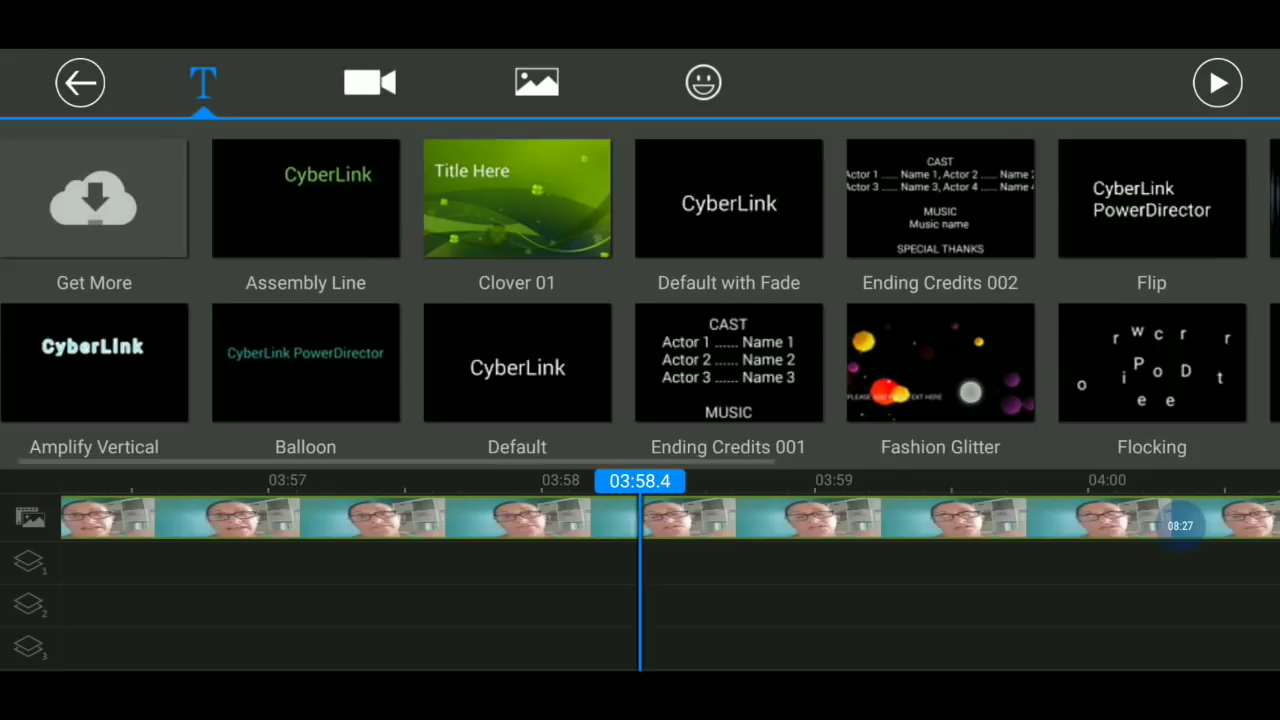 T
CyberLink
Title Here
CyberLink
CAST
Actor 1 ...... Name 1, Actor 2 ...... Name
Actor 3 ...... Name 3, Actor 4 ...... Name
MUSIC
Music name
SPECIAL THANKS
CyberLink
PowerDirector
Get More
Assembly Line
Clover 01
Default with Fade
Ending Credits 002
Flip
CyberLink
CyberLink PowerDirector
CyberLink
CAST
Actor 1 ...... Name 1
Actor 2 ...... Name 2
Actor 3 ...... Name 3
MUSIC
r w c r r
o i P o D t
e e
Amplify Vertical
Balloon
Default
Ending Credits 001
Fashion Glitter
Flocking
03:57
03:58
03:58.4
03:59
04:00
08:27
1
2
3